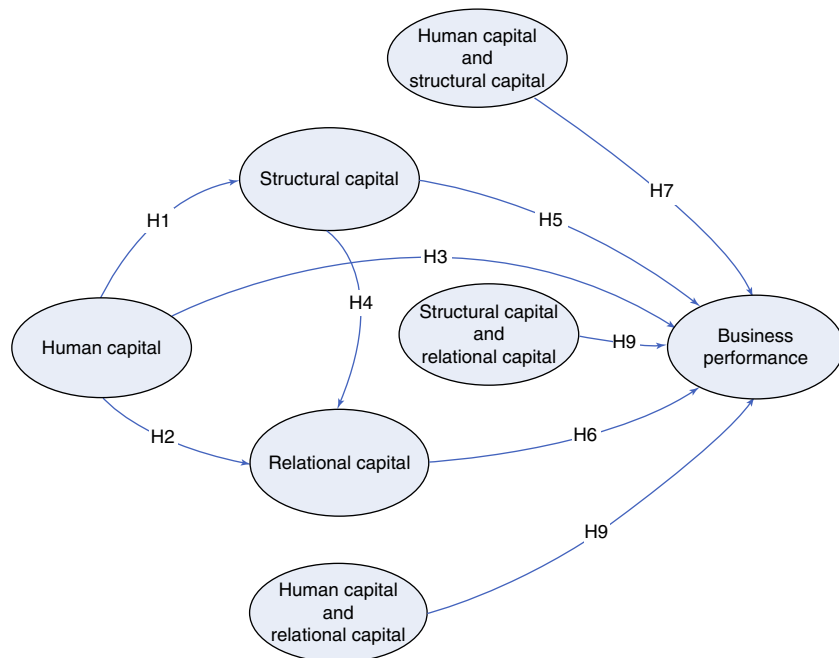 Human capital
and
structural capital
H7
Structural capital
H1
H5
H3
H4
Structural capital
and
relational capital
H9
Business
performance
Human capital
H2
Relational capital
H6
H9
Human capital
and
relational capital